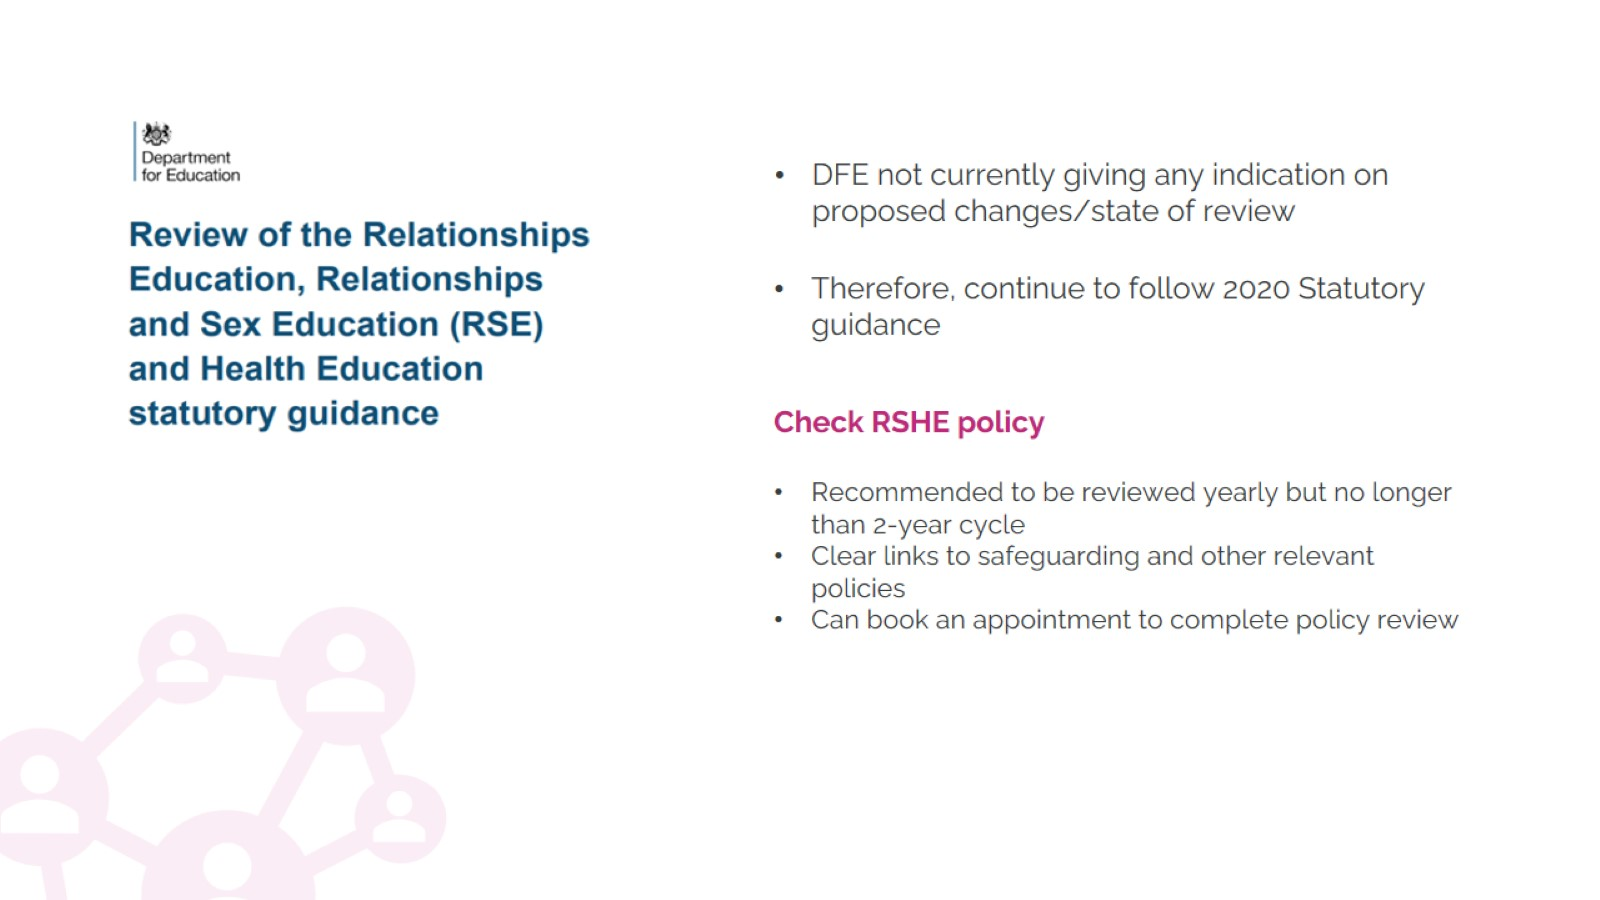 Department
for Education
Review of the Relationships
Education, Relationships
and Sex Education (RSE)
and Health Education
statutory guidance
• DFE not currently giving any indication on
proposed changes/state of review
• Therefore, continue to follow 2020 Statutory
guidance
Check RSHE policy
• Recommended to be reviewed yearly but no longer
than 2-year cycle
• Clear links to safeguarding and other relevant
policies
• Can book an appointment to complete policy review